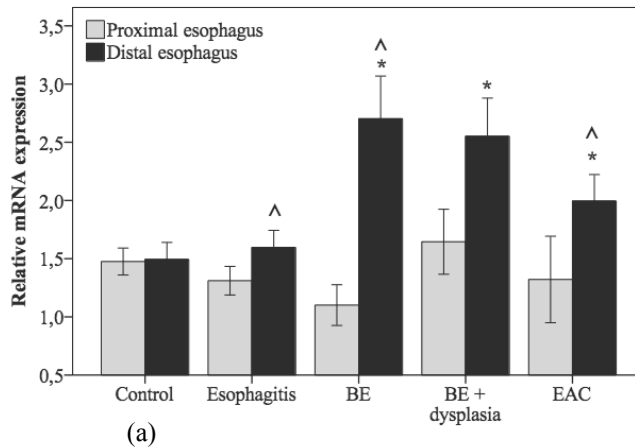 Proximal esophagus
Distal esophagus
Relative mRNA expression
3,5
3,0
2,5
2,0
1,5
1,0
0,5
^
^
*
*
^
*
Control Esophagitis BE BE + dysplasia EAC
(a)